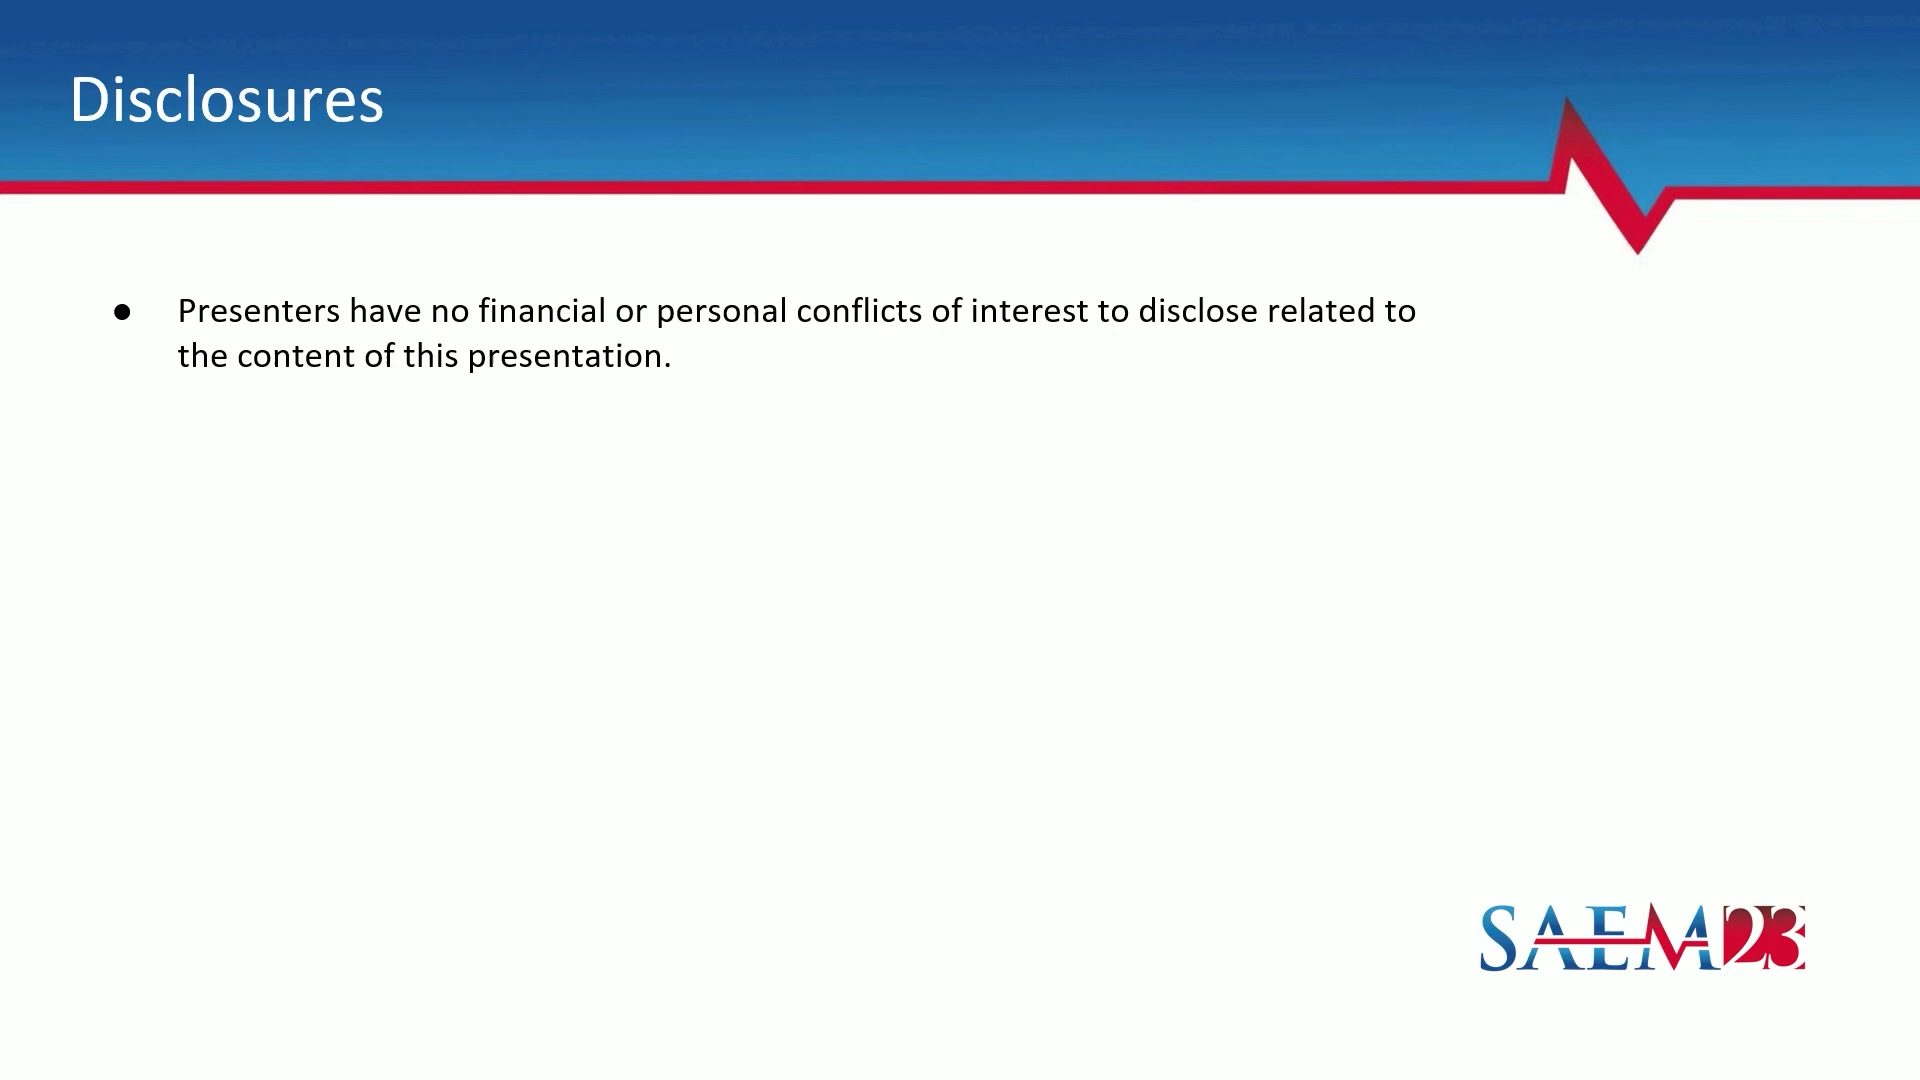 Disclosures
● Presenters have no financial or personal conflicts of interest to disclose related to
the content of this presentation.
SAEM23